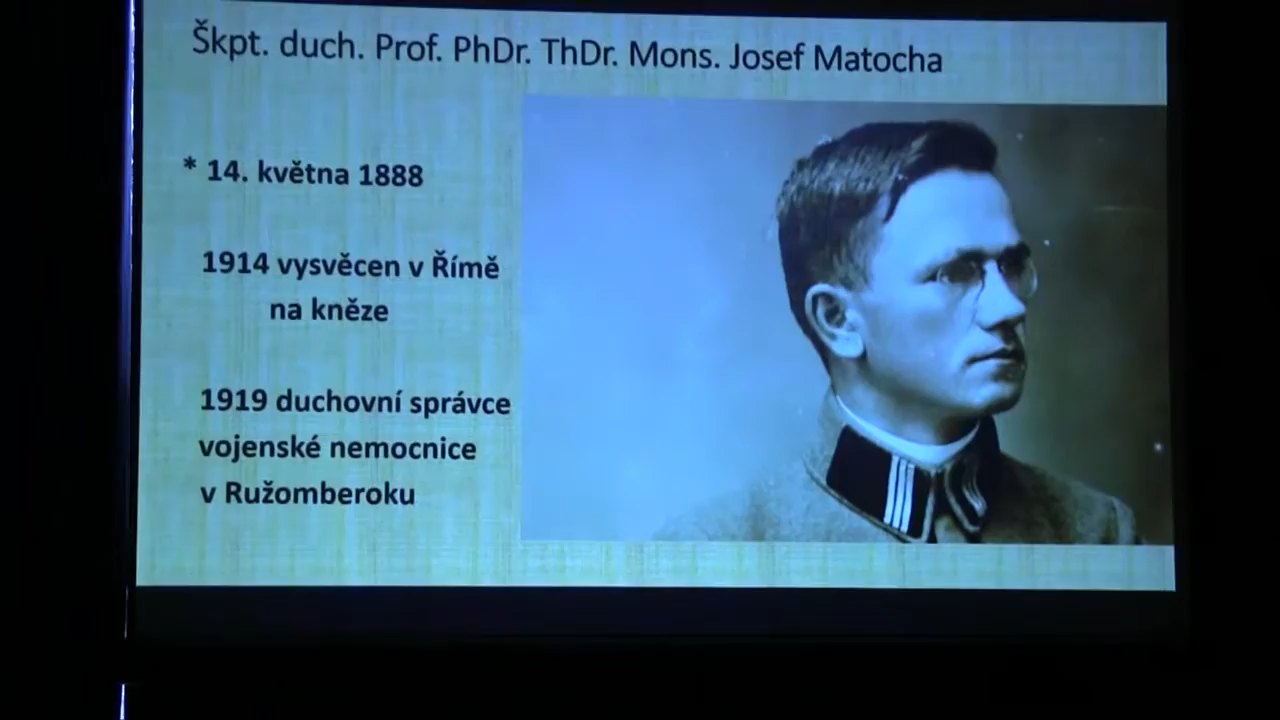 Škpt. duch. Prof. PhDr. ThDr. Mons. Josef Matocha
* 14. května 1888
1914 vysvěcen v Římě
na kněze
1919 duchovní správce
vojenské nemocnice
v Ružomberoku